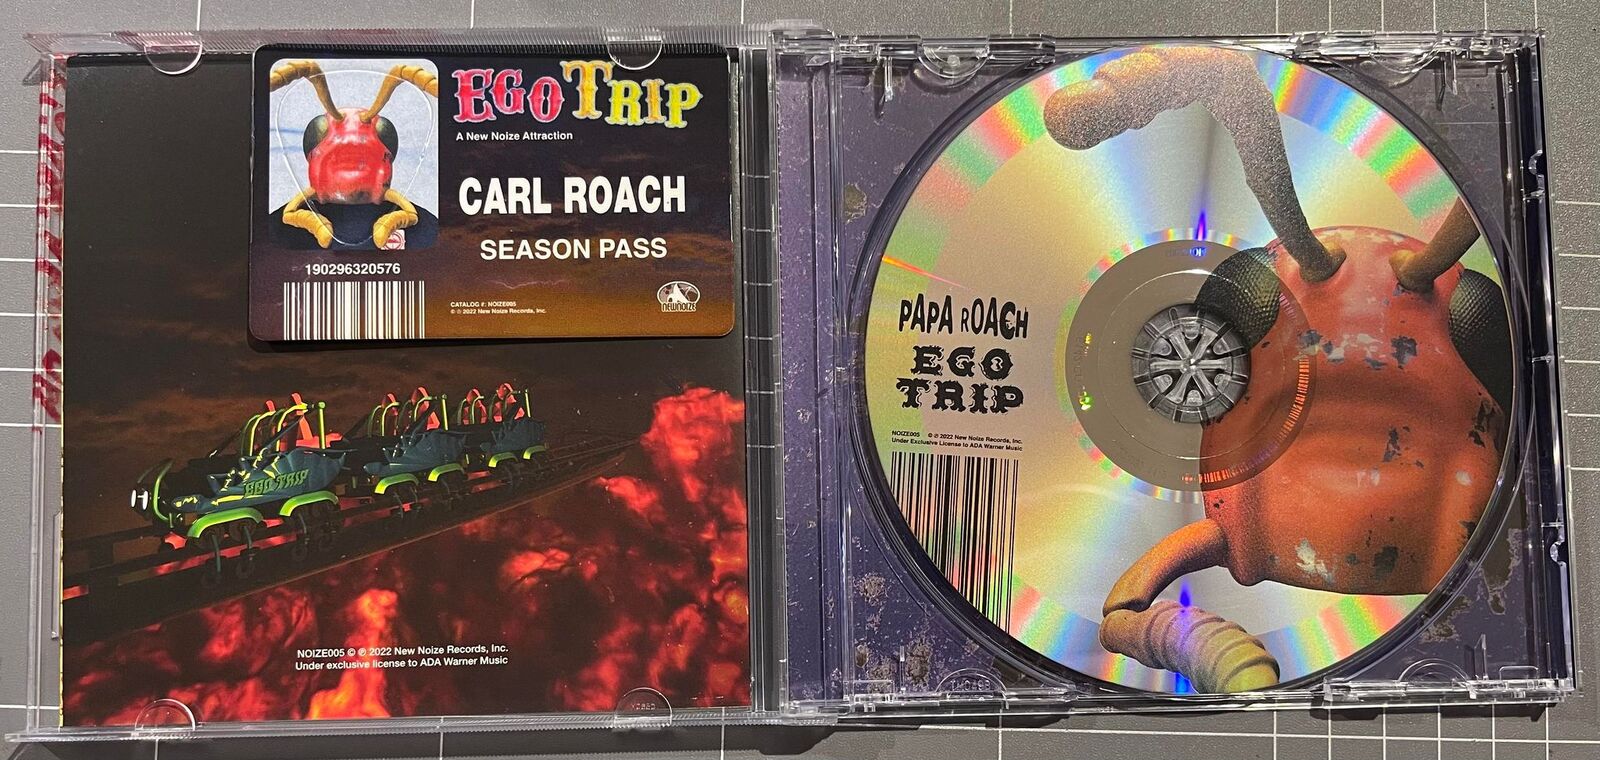 EGO TRIP
A New Noize Attraction
CARL ROACH
SEASON PASS
190296320576
CATALOG #: NOIZE005
© ℗ 2022 New Noize Records, Inc.
NEWNOIZE
EGO TRIP
NOIZE005 © ℗ 2022 New Noize Records, Inc.
Under exclusive license to ADA Warner Music
PAPA ROACH
EGO
TRIP
NOIZE005 © ℗ 2022 New Noize Records, Inc.
Under Exclusive License to ADA Warner Music